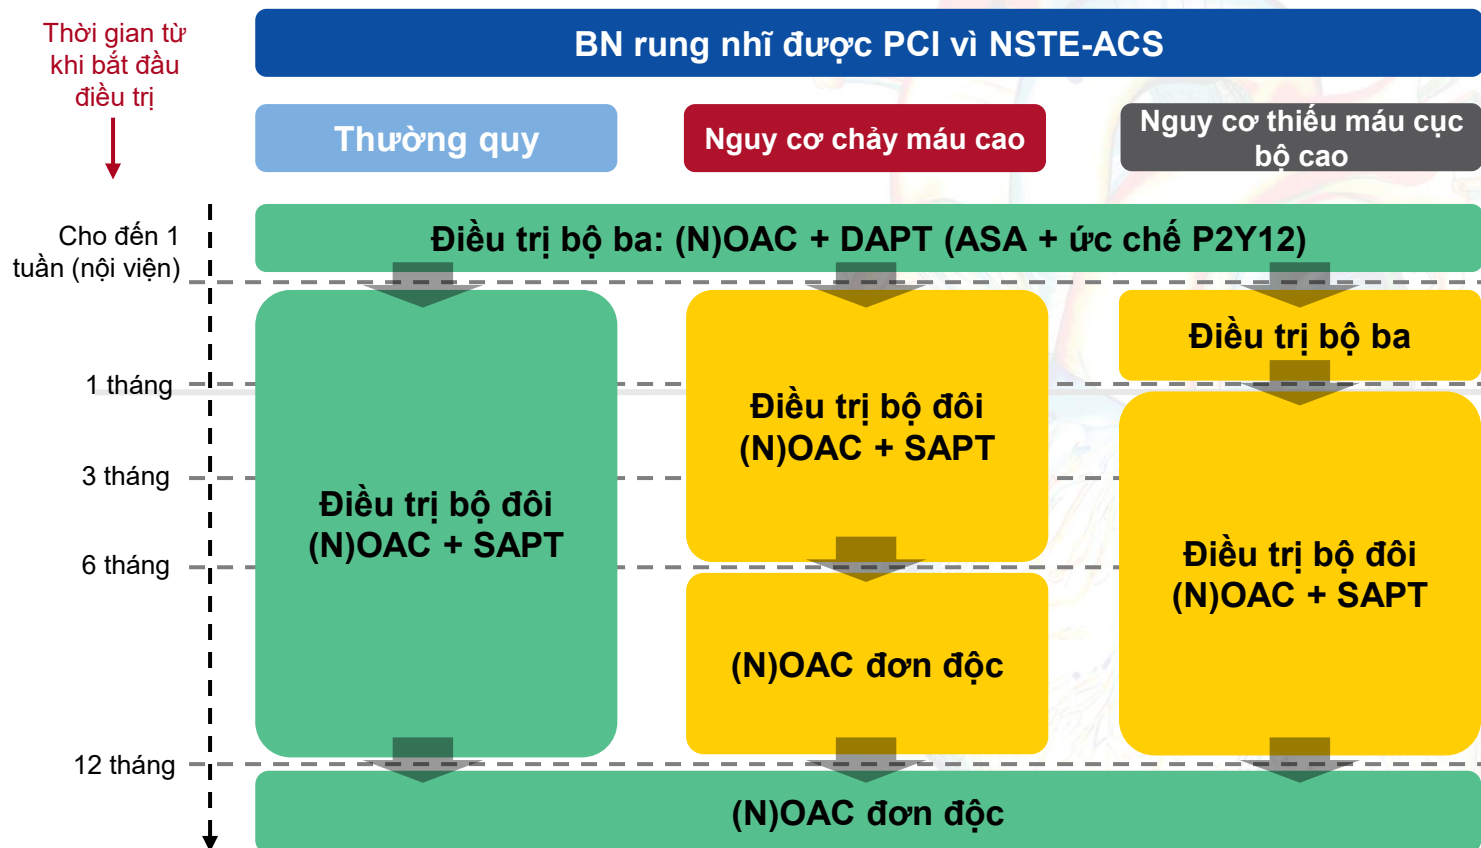 Thời gian từ
khi bắt đầu
điều trị
BN rung nhĩ được PCI vì NSTE-ACS
Thường quy
Nguy cơ chảy máu cao
Nguy cơ thiếu máu cục
bộ cao
Cho đến 1
tuần (nội viện)
Điều trị bộ ba: (N)OAC + DAPT (ASA + ức chế P2Y12)
Điều trị bộ ba
1 tháng
Điều trị bộ đôi
(N)OAC + SAPT
3 tháng
Điều trị bộ đôi
(N)OAC + SAPT
6 tháng
Điều trị bộ đôi
(N)OAC + SAPT
(N)OAC đơn độc
12 tháng
(N)OAC đơn độc